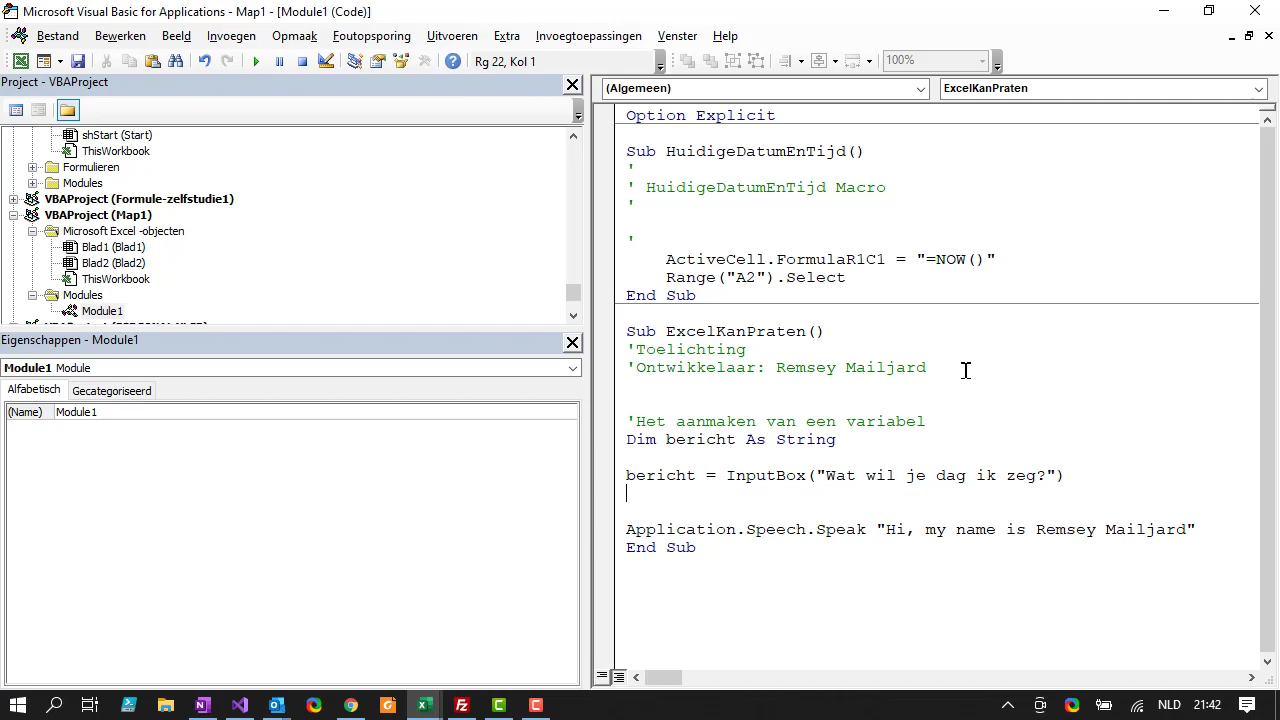 Microsoft Visual Basic for Applications - Map1 - [Module1 (Code)]
Bestand Bewerken Beeld Invoegen Opmaak Foutopsporing Uitvoeren Extra Invoegtoepassingen Venster Help
Rg 22, Kol 1
100%
Project - VBAProject
shStart (Start)
ThisWorkbook
Formulieren
Modules
VBAProject (Formule-zelfstudie1)
VBAProject (Map1)
Microsoft Excel -objecten
Blad1 (Blad1)
Blad2 (Blad2)
ThisWorkbook
Modules
Module1
Eigenschappen - Module1
Module1 Module
Alfabetisch Gecategoriseerd
(Name) Module1
(Algemeen) ExcelKanPraten
Option Explicit
Sub HuidigeDatumEnTijd()
'
' HuidigeDatumEnTijd Macro
'
'
ActiveCell.FormulaR1C1 = "=NOW()"
Range("A2").Select
End Sub
Sub ExcelKanPraten()
'Toelichting
'Ontwikkelaar: Remsey Mailjard
'Het aanmaken van een variabel
Dim bericht As String
bericht = InputBox("Wat wil je dag ik zeg?")
Application.Speech.Speak "Hi, my name is Remsey Mailjard"
End Sub
NLD 21:42